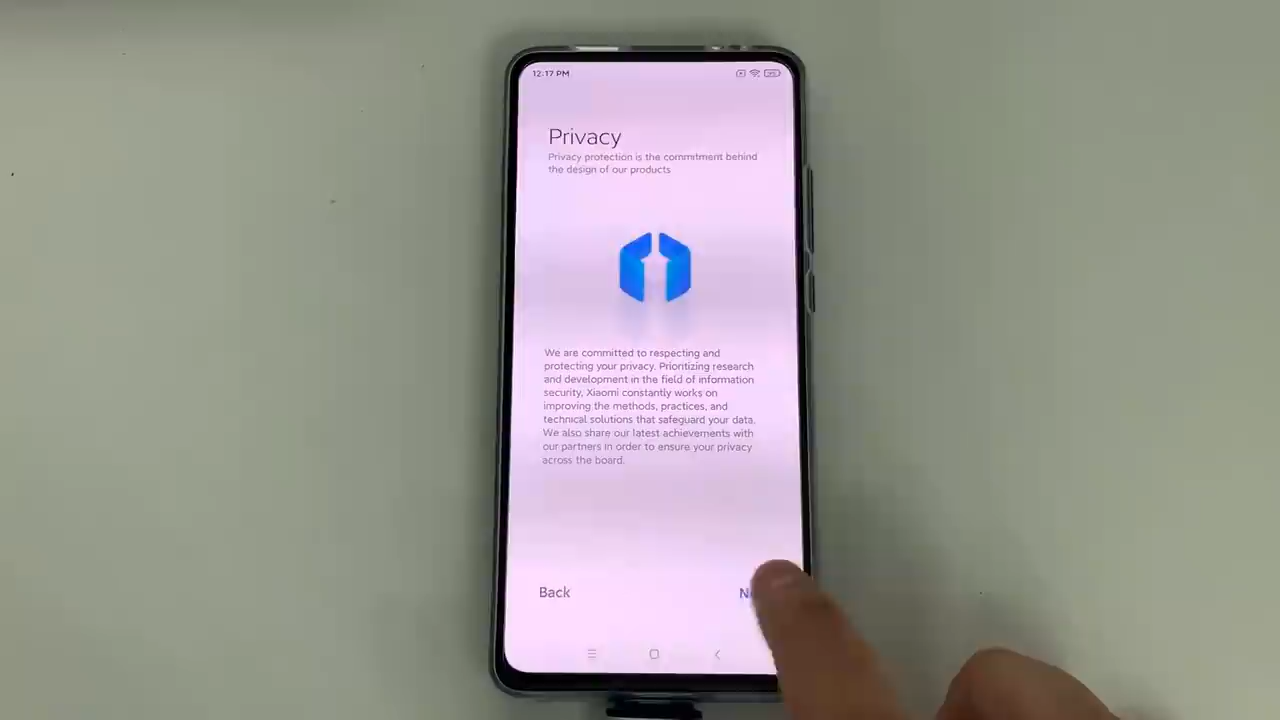 12:17 PM
Privacy
Privacy protection is the commitment behind
the design of our products
We are committed to respecting and
protecting your privacy. Prioritizing research
and development in the field of information
security, Xiaomi constantly works on
improving the methods, practices, and
technical solutions that safeguard your data.
We also share our latest achievements with
our partners in order to ensure your privacy
across the board.
Back